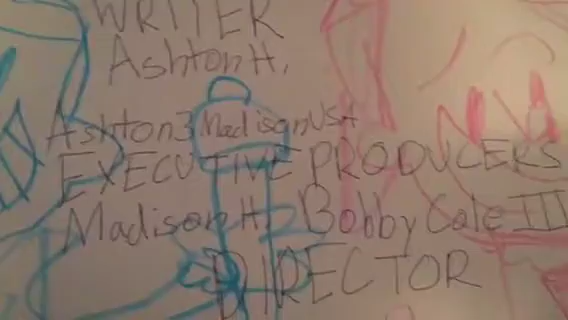 WRITER
Ashton H.
Ashton3MadisonUSA
EXECUTIVE PRODUCERS
Madison H. Bobby Cole III
DIRECTOR